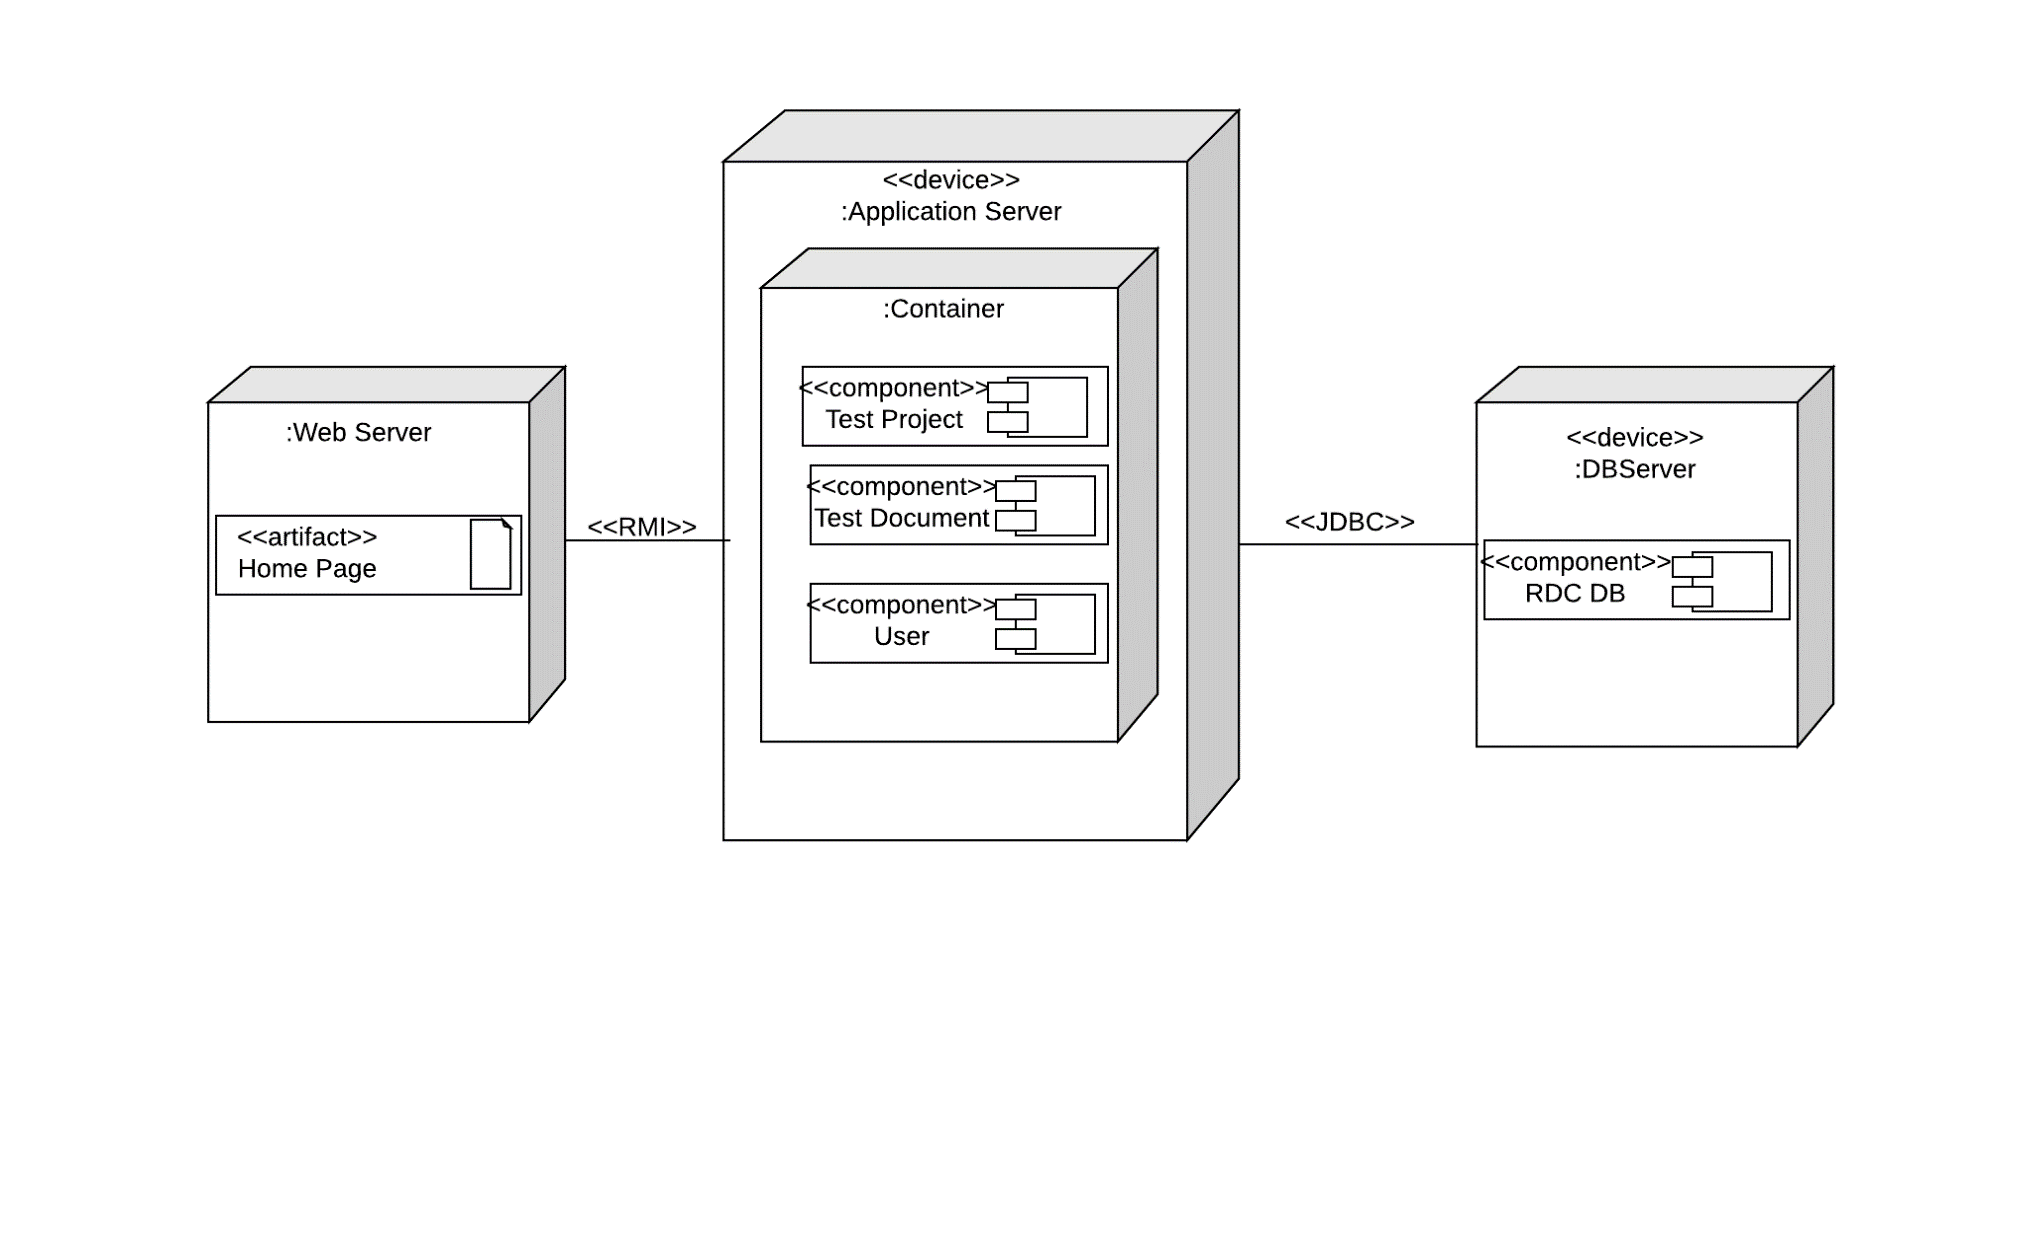 <<device>>
:Application Server
:Container
<<component>>
Test Project
<<component>>
Test Document
<<component>>
User
:Web Server
<<artifact>>
Home Page
<<RMI>>
<<JDBC>>
<<device>>
:DBServer
<<component>>
RDC DB